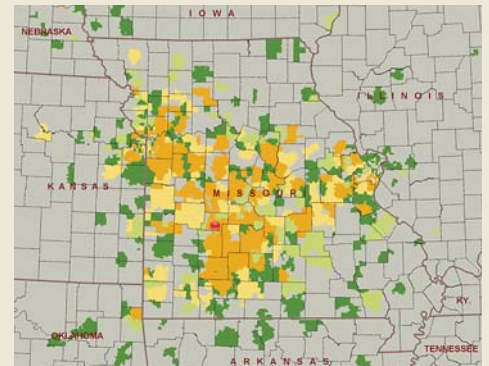 IOWA
NEBRASKA
ILLINOIS
KANSAS
MISSOURI
KY.
OKLAHOMA
TENNESSEE
ARKANSAS